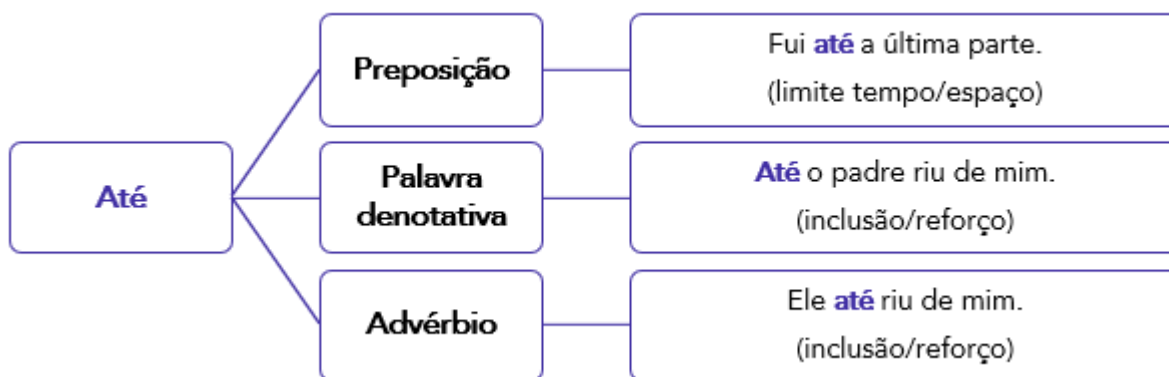 Até
Preposição
Fui até a última parte.
(limite tempo/espaço)
Palavra
denotativa
Até o padre riu de mim.
(inclusão/reforço)
Advérbio
Ele até riu de mim.
(inclusão/reforço)